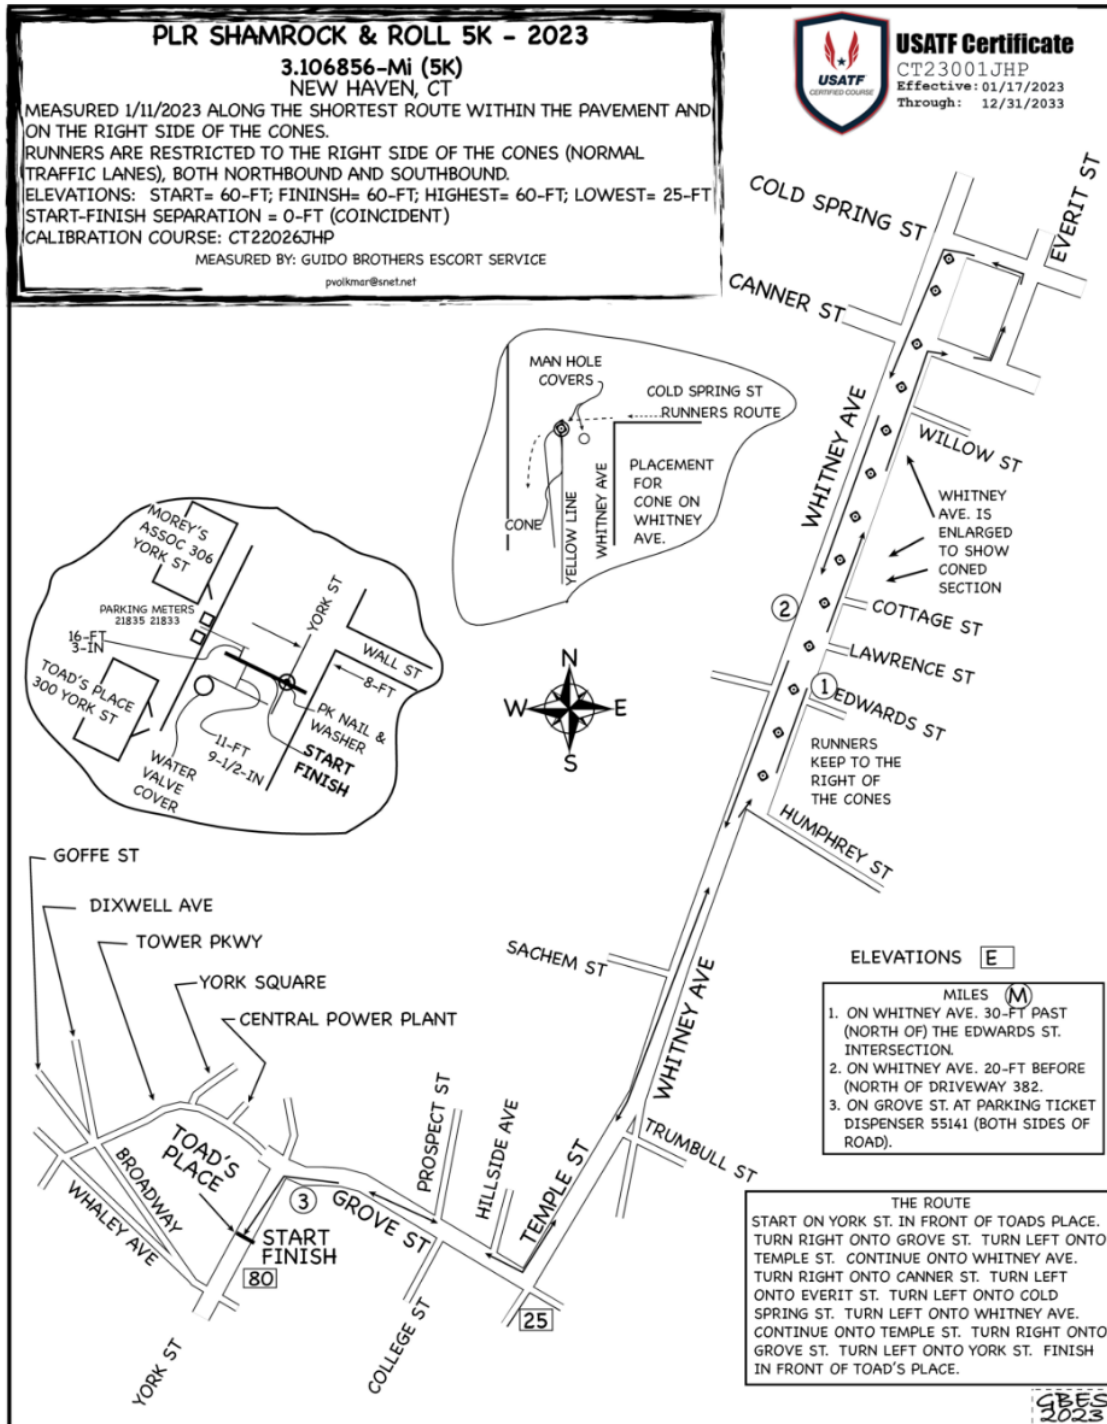 PLR SHAMROCK & ROLL 5K - 2023
3.106856-Mi (5K)
NEW HAVEN, CT
MEASURED 1/11/2023 ALONG THE SHORTEST ROUTE WITHIN THE PAVEMENT AND
ON THE RIGHT SIDE OF THE CONES.
RUNNERS ARE RESTRICTED TO THE RIGHT SIDE OF THE CONES (NORMAL
TRAFFIC LANES), BOTH NORTHBOUND AND SOUTHBOUND.
ELEVATIONS: START= 60-FT; FININSH= 60-FT; HIGHEST= 60-FT; LOWEST= 25-FT
START-FINISH SEPARATION = 0-FT (COINCIDENT)
CALIBRATION COURSE: CT22026JHP
MEASURED BY: GUIDO BROTHERS ESCORT SERVICE
pvolkmar@snet.net
USATF
CERTIFIED COURSE
USATF Certificate
CT23001JHP
Effective: 01/17/2023
Through: 12/31/2033
COLD SPRING ST
EVERIT ST
CANNER ST
WHITNEY AVE
WILLOW ST
WHITNEY
AVE. IS
ENLARGED
TO SHOW
CONED
SECTION
COTTAGE ST
2
LAWRENCE ST
1
EDWARDS ST
RUNNERS
KEEP TO THE
RIGHT OF
THE CONES
HUMPHREY ST
MAN HOLE
COVERS
COLD SPRING ST
RUNNERS ROUTE
PLACEMENT
FOR
CONE ON
WHITNEY
AVE.
CONE
YELLOW LINE
WHITNEY AVE
MOREY'S
ASSOC 306
YORK ST
PARKING METERS
21835 21833
16-FT
3-IN
TOAD'S PLACE
300 YORK ST
YORK ST
WALL ST
8-FT
PK NAIL &
WASHER
START
FINISH
11-FT
9-1/2-IN
WATER
VALVE
COVER
N
W E
S
GOFFE ST
DIXWELL AVE
TOWER PKWY
YORK SQUARE
CENTRAL POWER PLANT
SACHEM ST
WHITNEY AVE
TRUMBULL ST
TEMPLE ST
HILLSIDE AVE
PROSPECT ST
GROVE ST
3
TOAD'S
PLACE
BROADWAY
WHALEY AVE
START
FINISH
80
25
YORK ST
COLLEGE ST
ELEVATIONS E
MILES M
1. ON WHITNEY AVE. 30-FT PAST
(NORTH OF) THE EDWARDS ST.
INTERSECTION.
2. ON WHITNEY AVE. 20-FT BEFORE
(NORTH OF DRIVEWAY 382.
3. ON GROVE ST. AT PARKING TICKET
DISPENSER 55141 (BOTH SIDES OF
ROAD).
THE ROUTE
START ON YORK ST. IN FRONT OF TOADS PLACE.
TURN RIGHT ONTO GROVE ST. TURN LEFT ONTO
TEMPLE ST. CONTINUE ONTO WHITNEY AVE.
TURN RIGHT ONTO CANNER ST. TURN LEFT
ONTO EVERIT ST. TURN LEFT ONTO COLD
SPRING ST. TURN LEFT ONTO WHITNEY AVE.
CONTINUE ONTO TEMPLE ST. TURN RIGHT ONTO
GROVE ST. TURN LEFT ONTO YORK ST. FINISH
IN FRONT OF TOAD'S PLACE.
GBES
2023